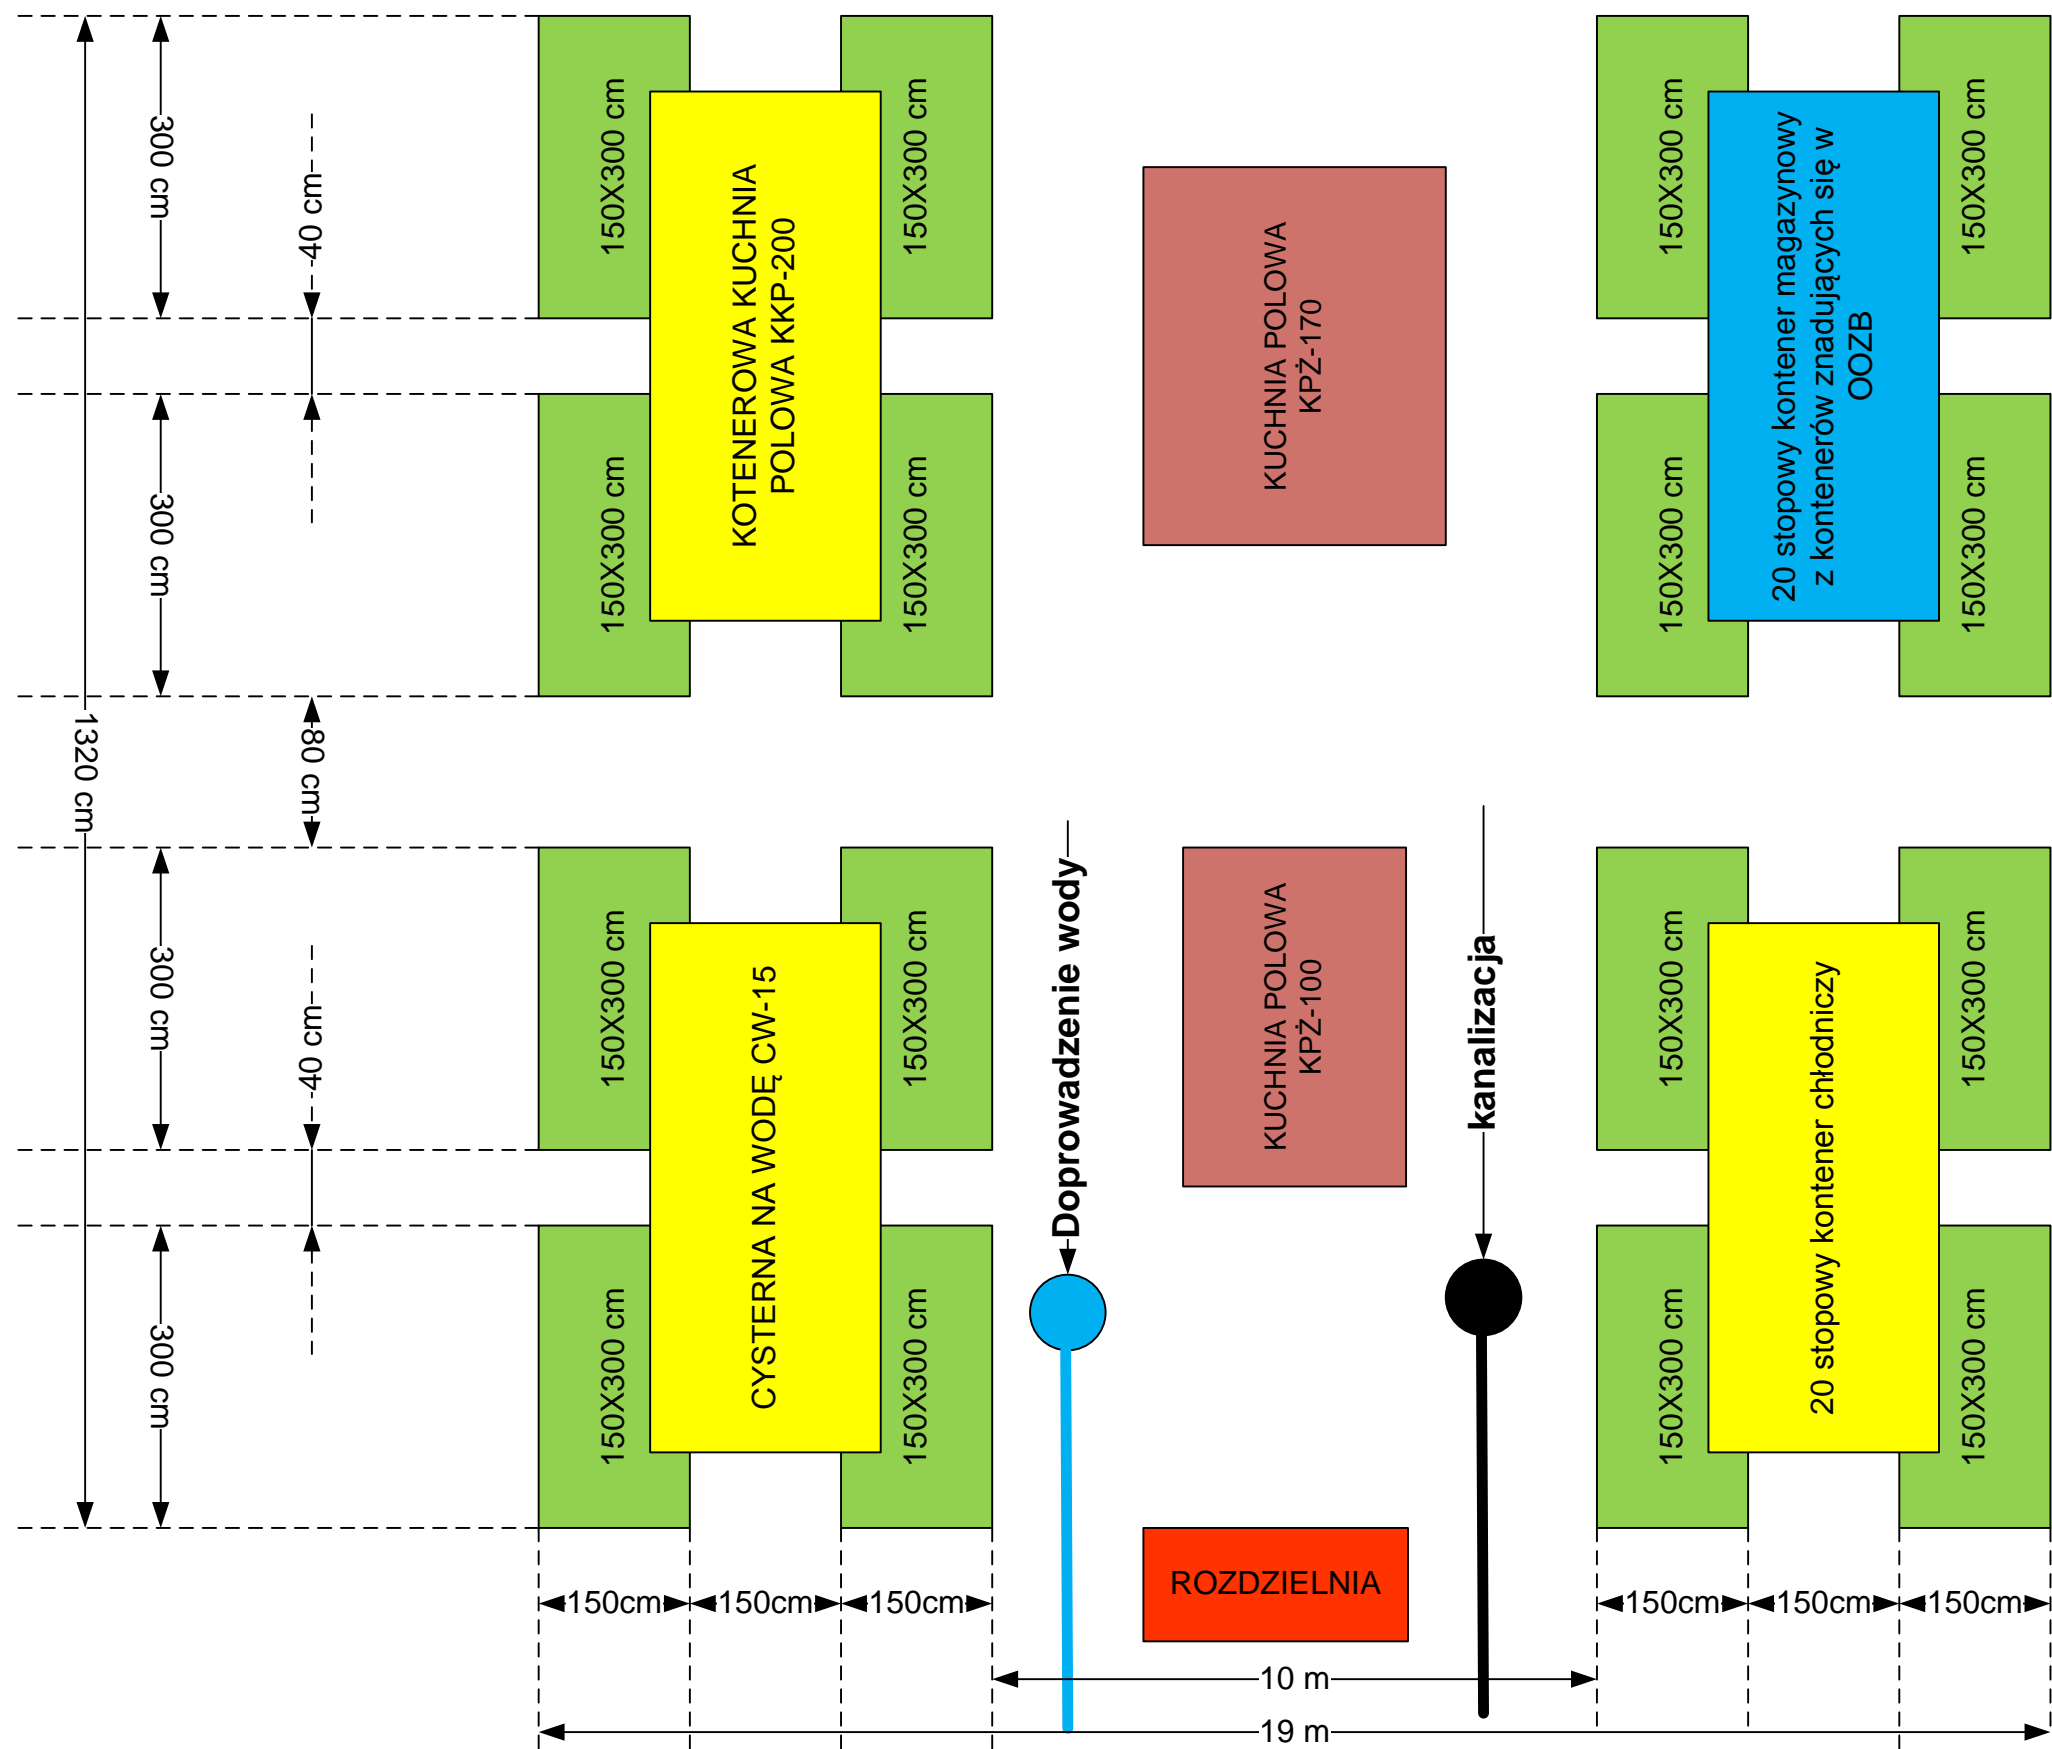 300 cm
40 cm
300 cm
1320 cm
80 cm
300 cm
40 cm
300 cm
150X300 cm
150X300 cm
KOTENEROWA KUCHNIA
POLOWA KKP-200
150X300 cm
150X300 cm
KUCHNIA POLOWA
KPŻ-170
150X300 cm
150X300 cm
20 stopowy kontener magazynowy
z kontenerów znadujących się w
OOZB
150X300 cm
150X300 cm
150X300 cm
150X300 cm
CYSTERNA NA WODĘ CW-15
150X300 cm
150X300 cm
Doprowadzenie wody
KUCHNIA POLOWA
KPŻ-100
kanalizacja
150X300 cm
150X300 cm
20 stopowy kontener chłodniczy
150X300 cm
150X300 cm
ROZDZIELNIA
150cm
150cm
150cm
150cm
150cm
150cm
10 m
19 m